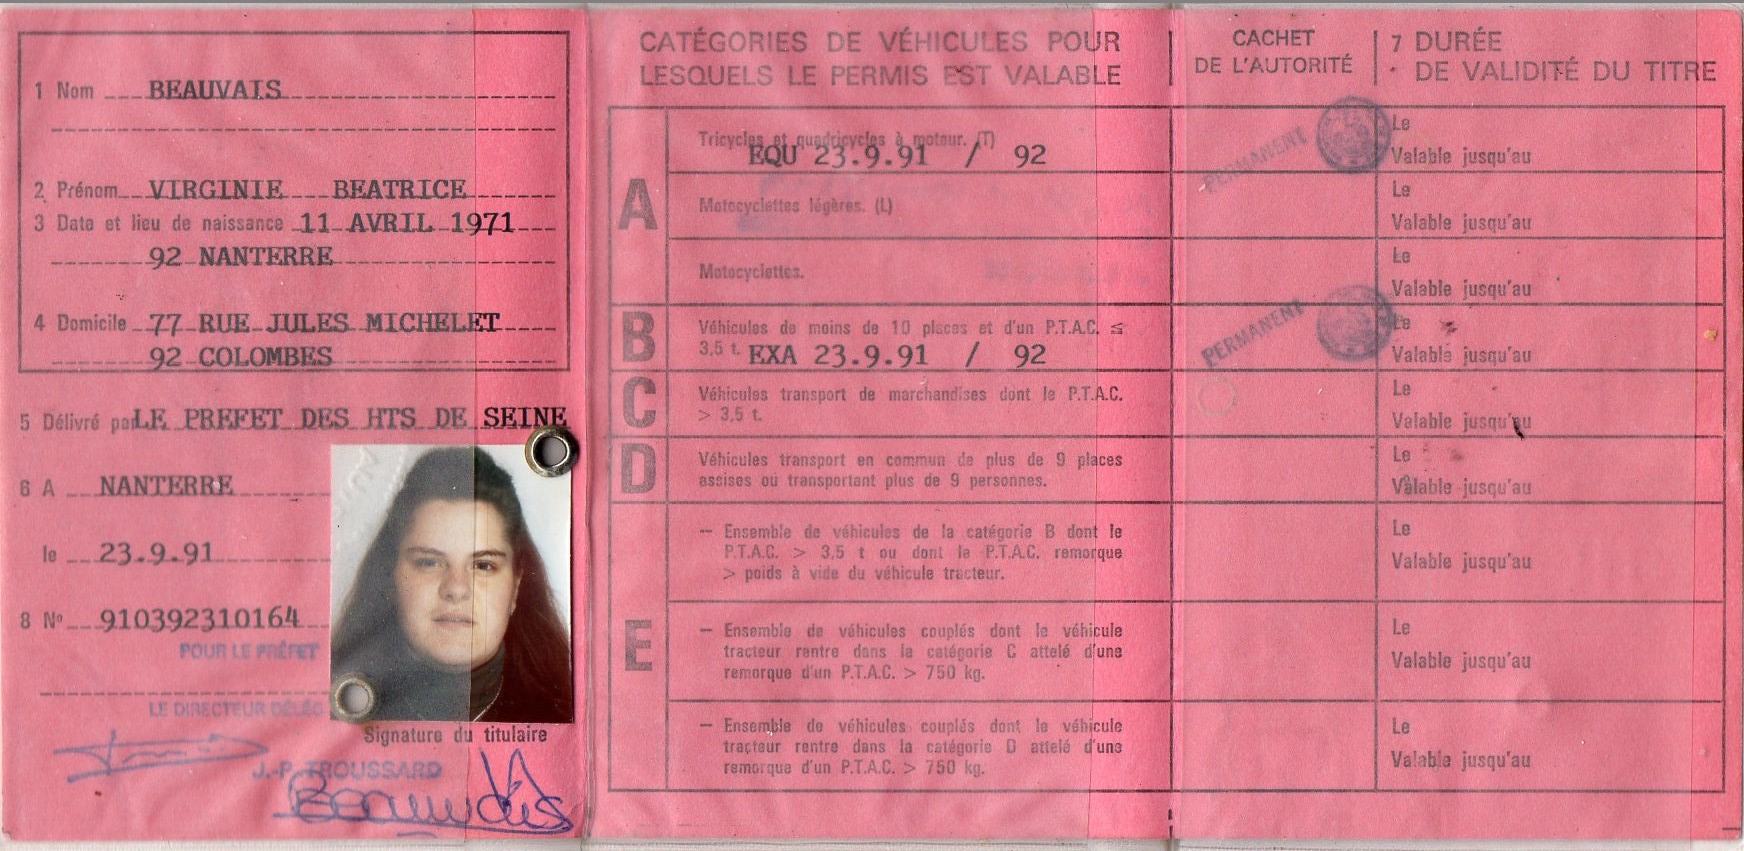 1 Nom BEAUVAIS
2 Prénom VIRGINIE BEATRICE
3 Date et lieu de naissance 11 AVRIL 1971
92 NANTERRE
4 Domicile 77 RUE JULES MICHELET
92 COLOMBES
5 Délivré par LE PREFET DES HTS DE SEINE
6 A NANTERRE
le 23.9.91
8 No 910392310164
POUR LE PRÉFET
LE DIRECTEUR DÉLÉG
Signature du titulaire
J.-P. TROUSSARD
Beauvais
CATÉGORIES DE VÉHICULES POUR
LESQUELS LE PERMIS EST VALABLE
CACHET
DE L'AUTORITÉ
7 DURÉE
DE VALIDITÉ DU TITRE
A
Tricycles et quadricycles à moteur. (T)
EQU 23.9.91 / 92
PERMANENT
Le
Valable jusqu'au
Motocyclettes légères. (L)
Le
Valable jusqu'au
Motocyclettes.
Le
Valable jusqu'au
B
Véhicules de moins de 10 places et d'un P.T.A.C. ≤
3,5 t. EXA 23.9.91 / 92
PERMANENT
Le
Valable jusqu'au
C
Véhicules transport de marchandises dont le P.T.A.C.
> 3,5 t.
Le
Valable jusqu'au
D
Véhicules transport en commun de plus de 9 places
assises ou transportant plus de 9 personnes.
Le
Valable jusqu'au
E
— Ensemble de véhicules de la catégorie B dont le
P.T.A.C. > 3,5 t ou dont le P.T.A.C. remorque
> poids à vide du véhicule tracteur.
Le
Valable jusqu'au
— Ensemble de véhicules couplés dont le véhicule
tracteur rentre dans la catégorie C attelé d'une
remorque d'un P.T.A.C. > 750 kg.
Le
Valable jusqu'au
— Ensemble de véhicules couplés dont le véhicule
tracteur rentre dans la catégorie D attelé d'une
remorque d'un P.T.A.C. > 750 kg.
Le
Valable jusqu'au